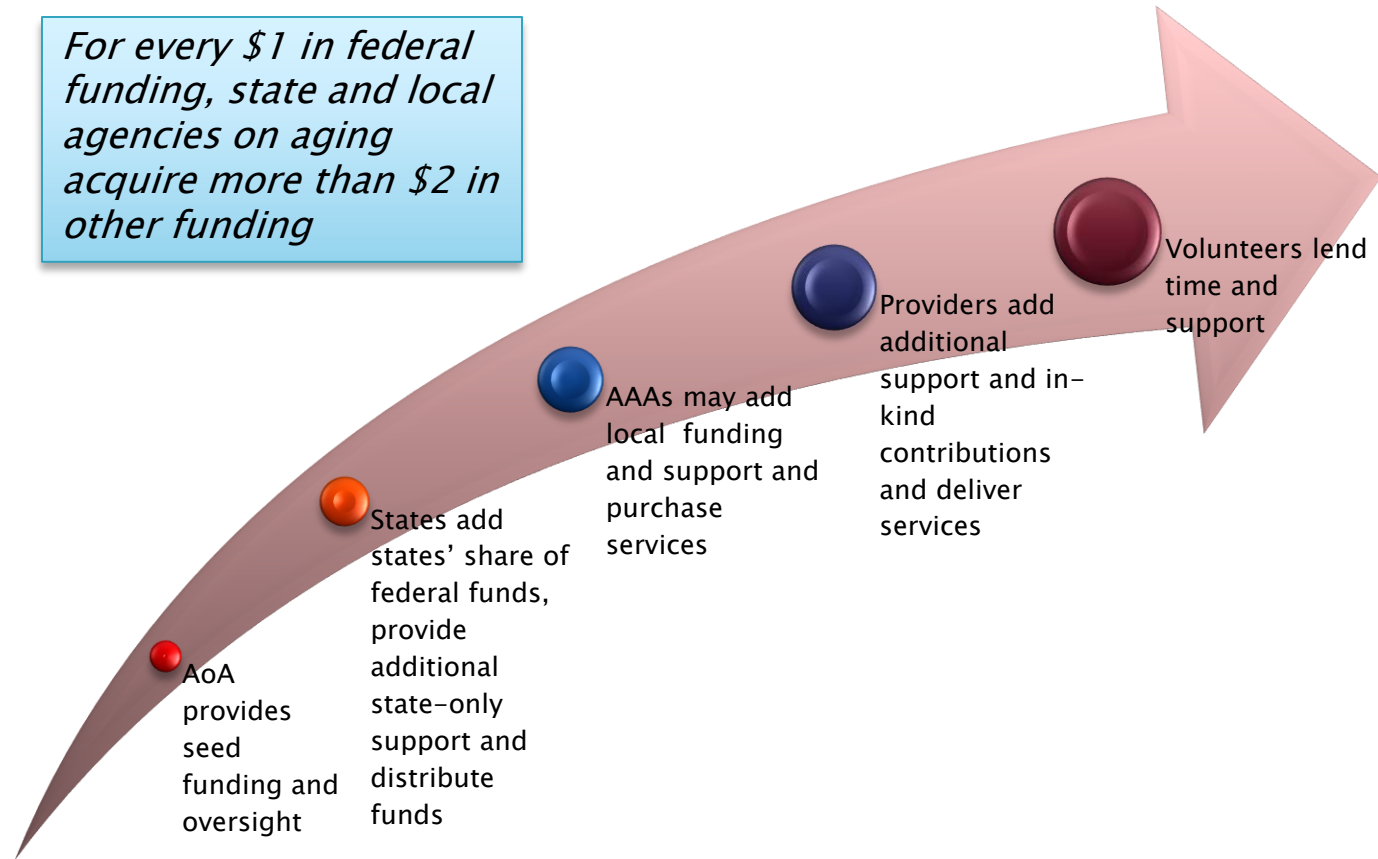 For every $1 in federal
funding, state and local
agencies on aging
acquire more than $2 in
other funding
AoA
provides
seed
funding and
oversight
States add
states’ share of
federal funds,
provide
additional
state-only
support and
distribute
funds
AAAs may add
local  funding
and support and
purchase
services
Providers add
additional
support and in-
kind
contributions
and deliver
services
Volunteers lend
time and
support